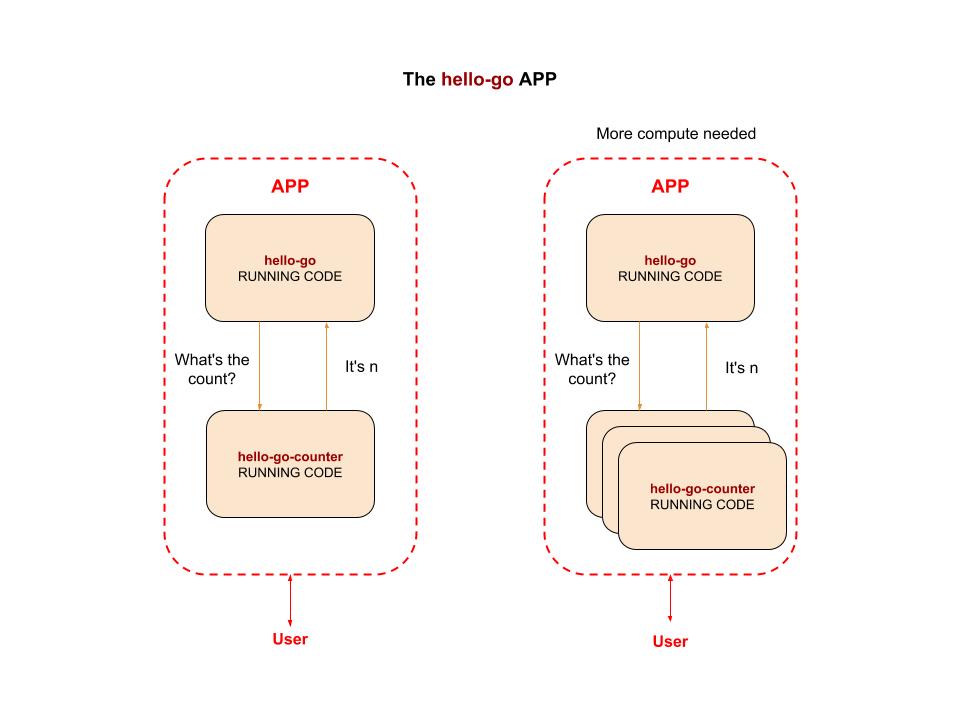 The hello-go APP
More compute needed
APP
hello-go
RUNNING CODE
What's the
count?
It's n
hello-go-counter
RUNNING CODE
User
APP
hello-go
RUNNING CODE
What's the
count?
It's n
hello-go-counter
RUNNING CODE
User